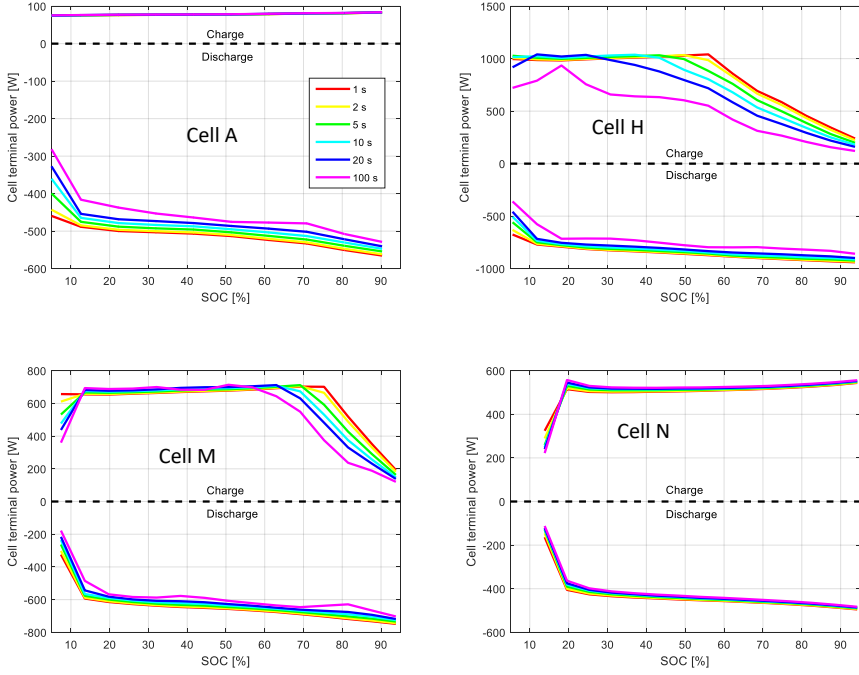 100
0
-100
-200
-300
-400
-500
-600
Cell terminal power [W]
Charge
Discharge
Cell A
1 s
2 s
5 s
10 s
20 s
100 s
10 20 30 40 50 60 70 80 90
SOC [%]
1500
1000
500
0
-500
-1000
Cell terminal power [W]
Cell H
Charge
Discharge
10 20 30 40 50 60 70 80 90
SOC [%]
800
600
400
200
0
-200
-400
-600
-800
Cell terminal power [W]
Cell M
Charge
Discharge
10 20 30 40 50 60 70 80 90
SOC [%]
600
400
200
0
-200
-400
-600
Cell terminal power [W]
Cell N
Charge
Discharge
10 20 30 40 50 60 70 80 90
SOC [%]